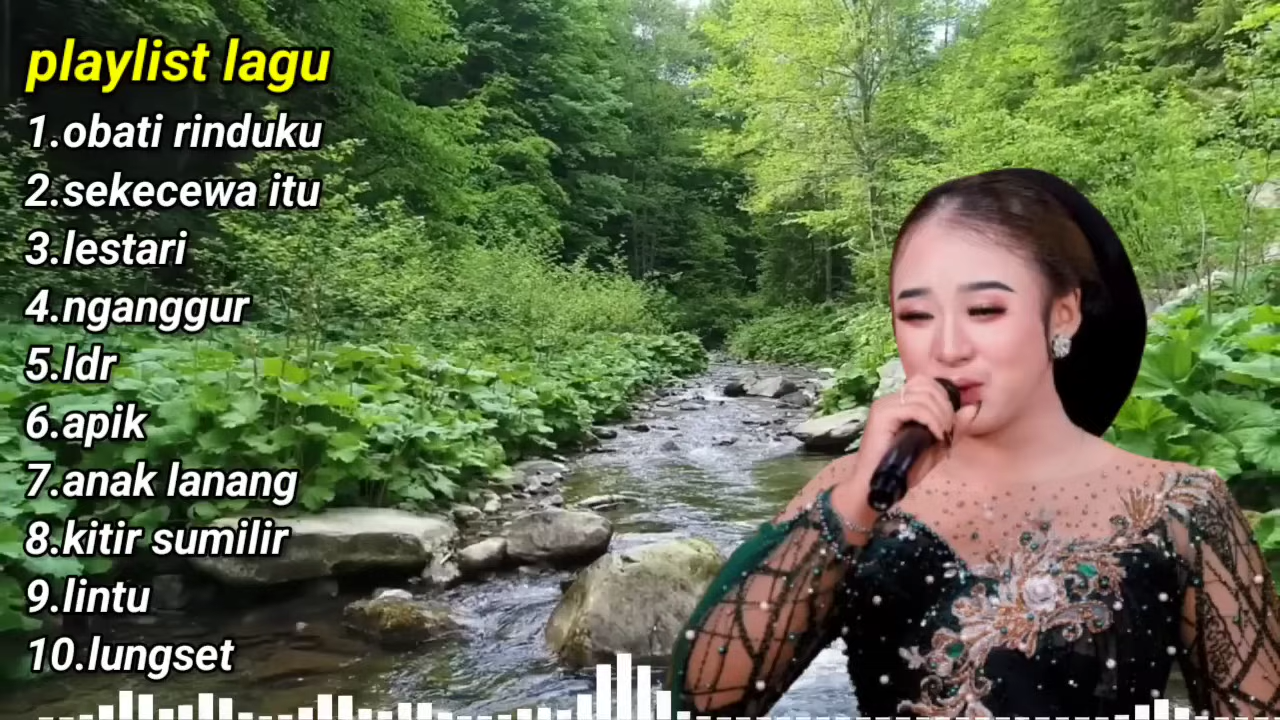 playlist lagu
1.obati rinduku
2.sekecewa itu
3.lestari
4.nganggur
5.ldr
6.apik
7.anak lanang
8.kitir sumilir
9.lintu
10.lungset